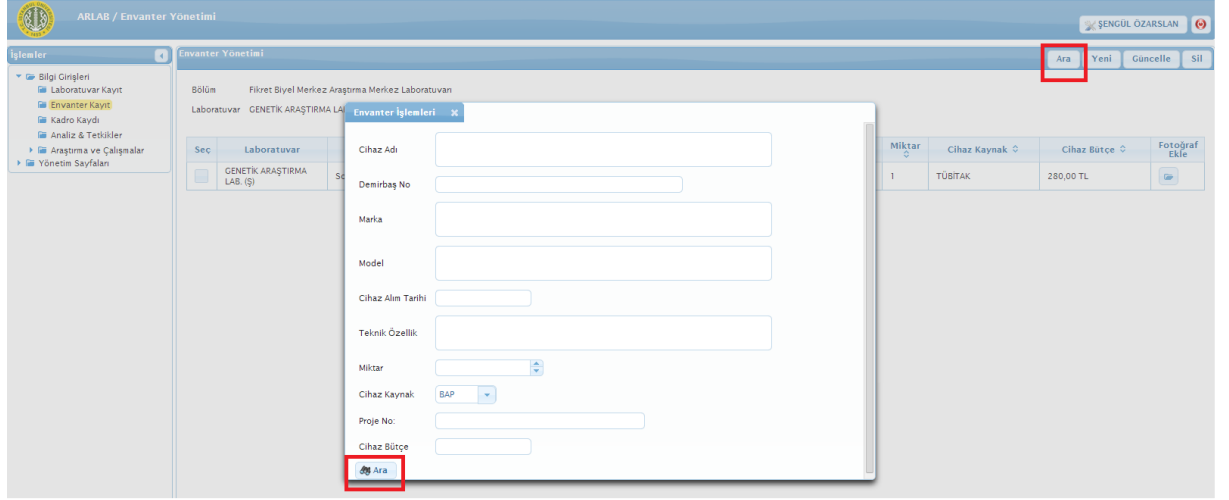 ARLAB / Envanter Yönetimi
ŞENGÜL ÖZARSLAN
İşlemler
Bilgi Girişleri
Laboratuvar Kayıt
Envanter Kayıt
Kadro Kaydı
Analiz & Tetkikler
Araştırma ve Çalışmalar
Yönetim Sayfaları
Envanter Yönetimi
Ara Yeni Güncelle Sil
Bölüm Fikret Biyel Merkez Araştırma Merkez Laboratuvarı
Laboratuvar GENETİK ARAŞTIRMA
Seç Laboratuvar Miktar Cihaz Kaynak Cihaz Bütçe Fotoğraf Ekle
GENETİK ARAŞTIRMA LAB. (Ş) 1 TÜBİTAK 280,00 TL
Envanter İşlemleri
Cihaz Adı
Demirbaş No
Marka
Model
Cihaz Alım Tarihi
Teknik Özellik
Miktar
Cihaz Kaynak BAP
Proje No:
Cihaz Bütçe
Ara